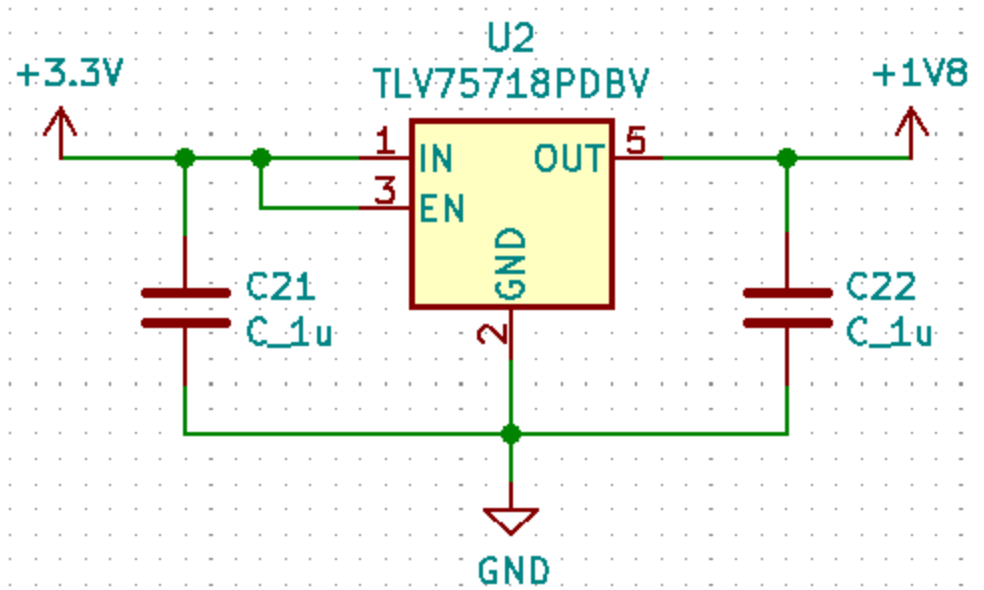 U2
TLV75718PDBV
+3.3V
+1V8
1
IN
OUT
5
3
EN
GND
2
C21
C_1u
C22
C_1u
GND